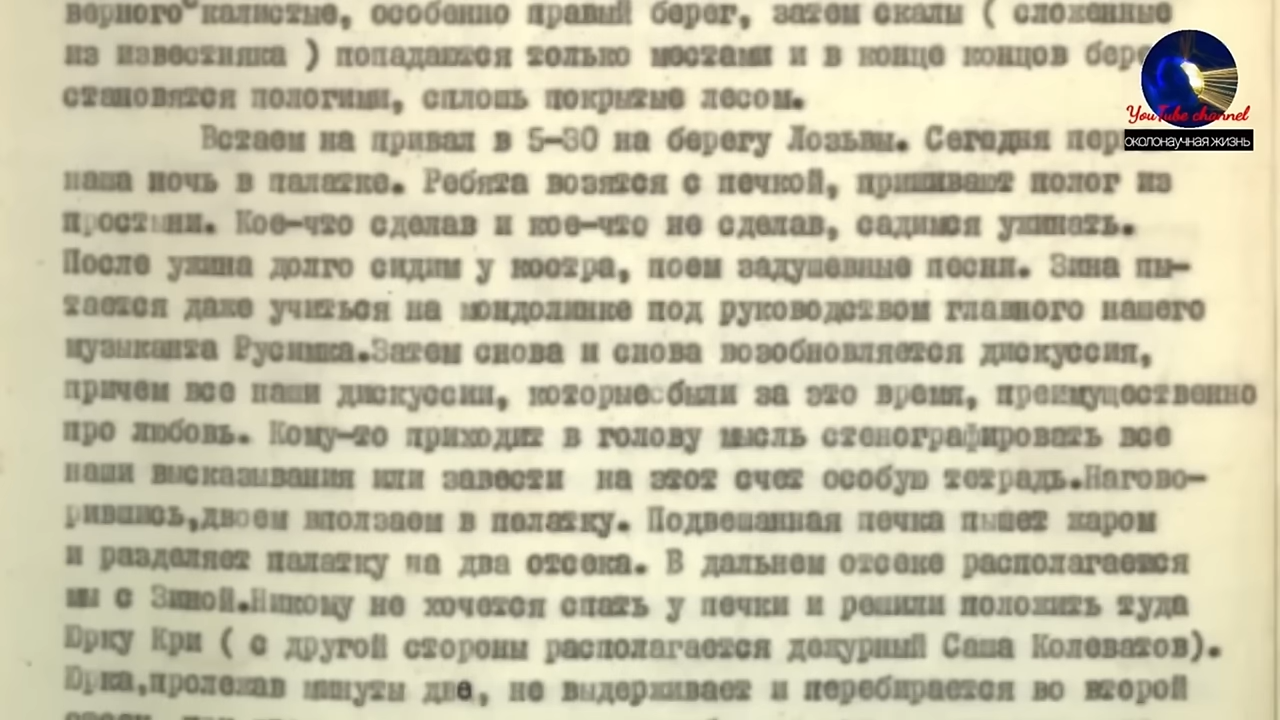 верного скалистые, особенно правый берег, затем скалы ( сложенные
из известняка ) попадаются только местами и в конце концов бере
становятся пологими, сплошь покрытые лесом.
Встаем на привал в 5-30 на берегу Лозьвы. Сегодня пер
наша ночь в палатке. Ребята возятся с печкой, пришивают полог из
простыни. Кое-что сделав и кое-что не сделав, садимся ужинать.
После ужина долго сидим у костра, поем задушевные песни. Зина пы-
тается даже учиться на мондолинке под руководством главного нашего
музыканта Русимка.Затем снова и снова возобновляется дискуссия,
причем все наши дискуссии, которые были за это время, преимущественно
про любовь. Кому-то приходит в голову мысль стенографировать все
наши высказывания или завести на этот счет особую тетрадь.Нагово-
рившись,двоем вползаем в палатку. Подвешанная печка пышет жаром
и разделяет палатку на два отсека. В дальнем отсеке располагается
мы с Зиной.Никому не хочется спать у печки и решили положить туда
Юрку Кри ( с другой стороны располагается дежурный Саша Колеватов).
Юрка,пролежав минуты две, не выдерживает и перебирается во второй
YouTube channel
околонаучная жизнь